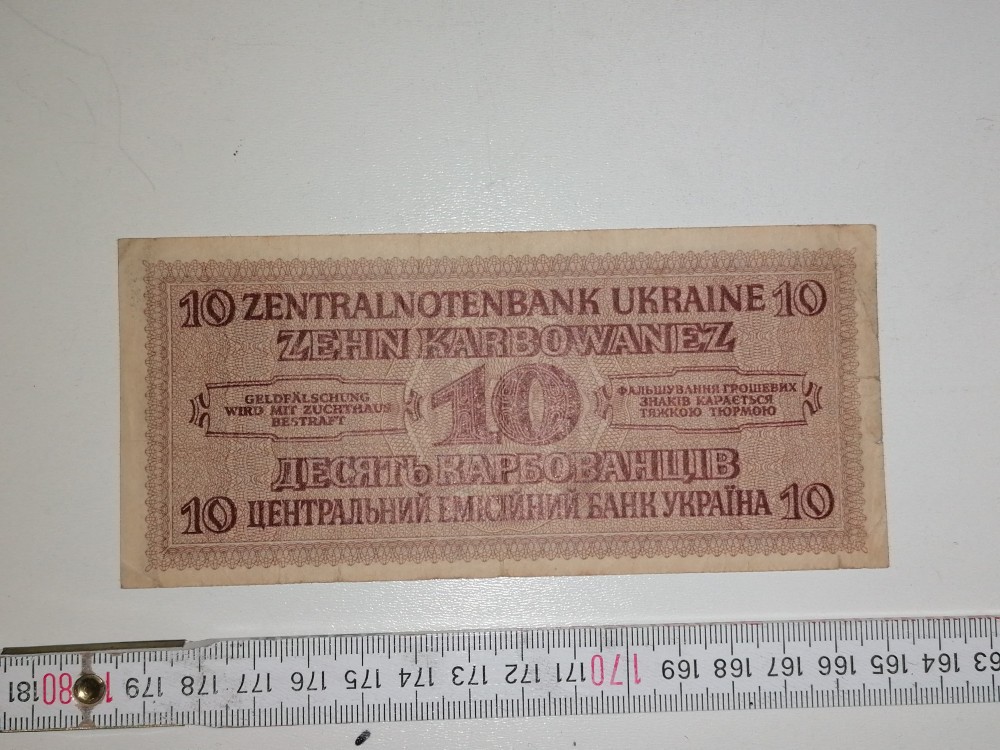 10 ZENTRALNOTENBANK UKRAINE 10
ZEHN KARBOWANEZ
GELDFÄLSCHUNG
WIRD MIT ZUCHTHAUS
BESTRAFT
10
ФАЛЬШУВАННЯ ГРОШЕВИХ
ЗНАКІВ КАРАЄТЬСЯ
ТЯЖКОЮ ТЮРМОЮ
ДЕСЯТЬ КАРБОВАНЦІВ
10 ЦЕНТРАЛЬНИЙ ЕМІСІЙНИЙ БАНК УКРАЇНА 10
181 180 179 178 177 176 175 174 173 172 171 170 169 168 167 166 165 164 163